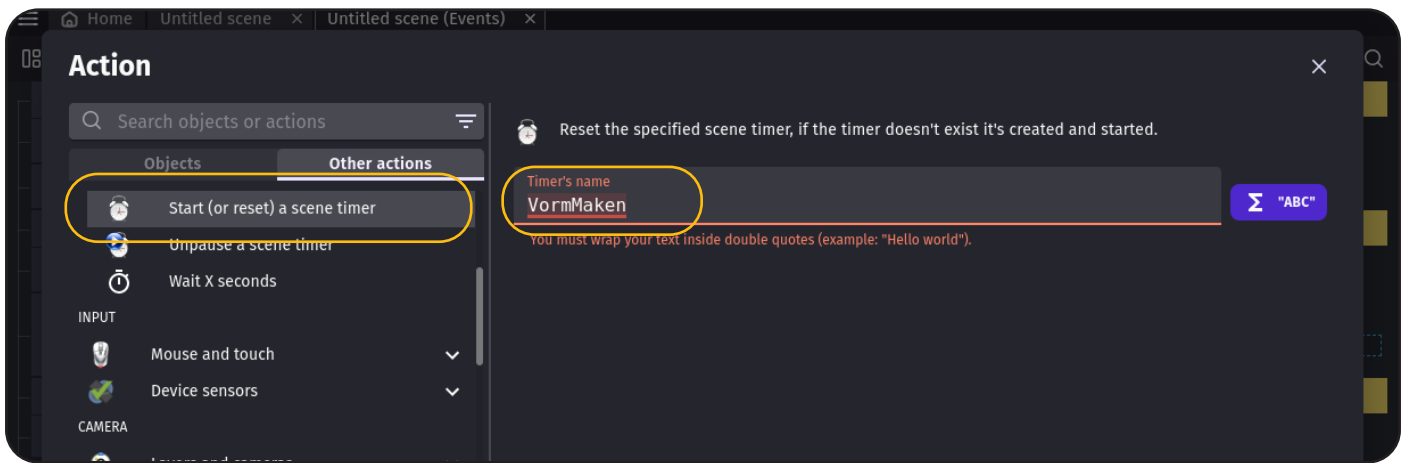 Home Untitled scene Untitled scene (Events)
Action
Search objects or actions
Objects Other actions
Start (or reset) a scene timer
Unpause a scene timer
Wait X seconds
INPUT
Mouse and touch
Device sensors
CAMERA
Layers and cameras
Reset the specified scene timer, if the timer doesn't exist it's created and started.
Timer's name
VormMaken
Σ "ABC"
You must wrap your text inside double quotes (example: "Hello world").